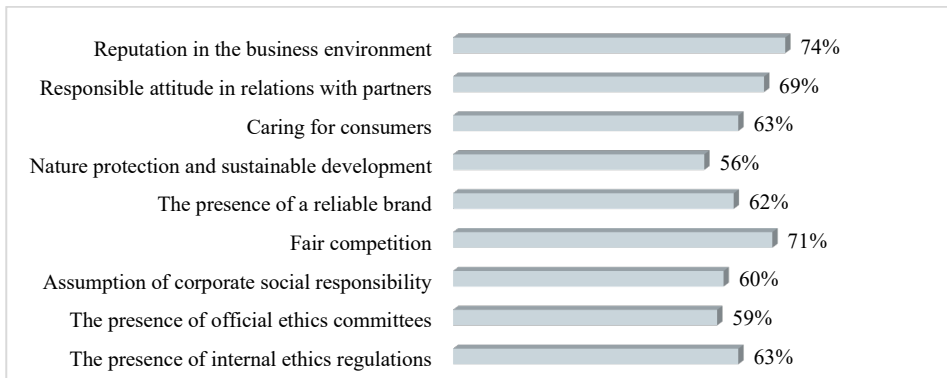 Reputation in the business environment 74%
Responsible attitude in relations with partners 69%
Caring for consumers 63%
Nature protection and sustainable development 56%
The presence of a reliable brand 62%
Fair competition 71%
Assumption of corporate social responsibility 60%
The presence of official ethics committees 59%
The presence of internal ethics regulations 63%